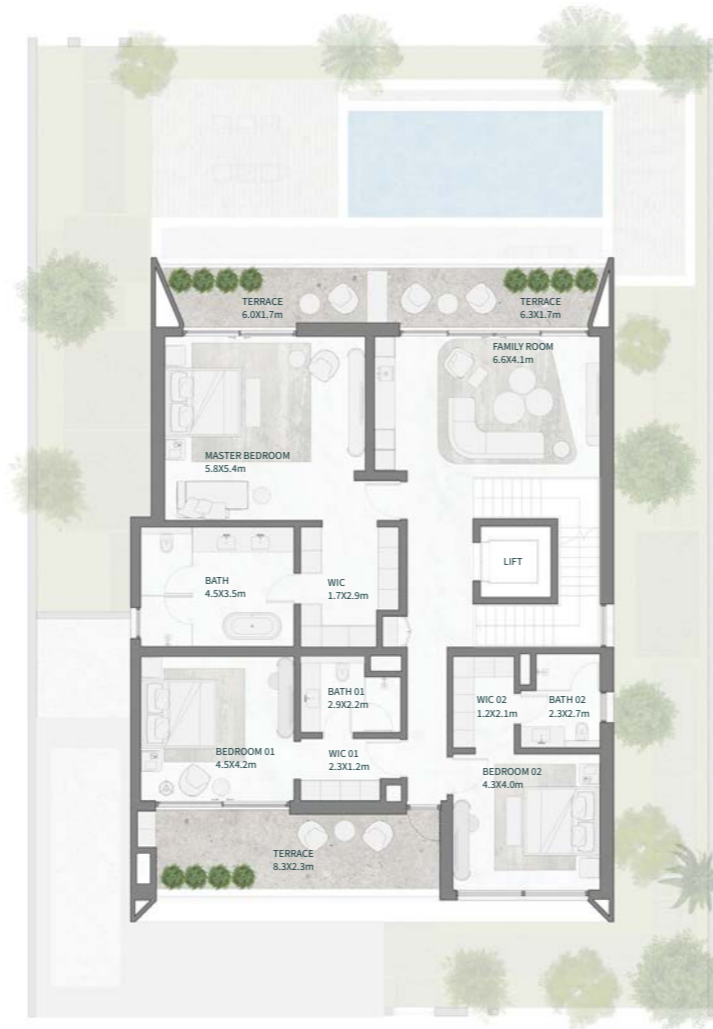 TERRACE
6.0X1.7m
TERRACE
6.3X1.7m
FAMILY ROOM
6.6X4.1m
MASTER BEDROOM
5.8X5.4m
LIFT
BATH
4.5X3.5m
WIC
1.7X2.9m
BATH 01
2.9X2.2m
WIC 02
1.2X2.1m
BATH 02
2.3X2.7m
BEDROOM 01
4.5X4.2m
WIC 01
2.3X1.2m
BEDROOM 02
4.3X4.0m
TERRACE
8.3X2.3m